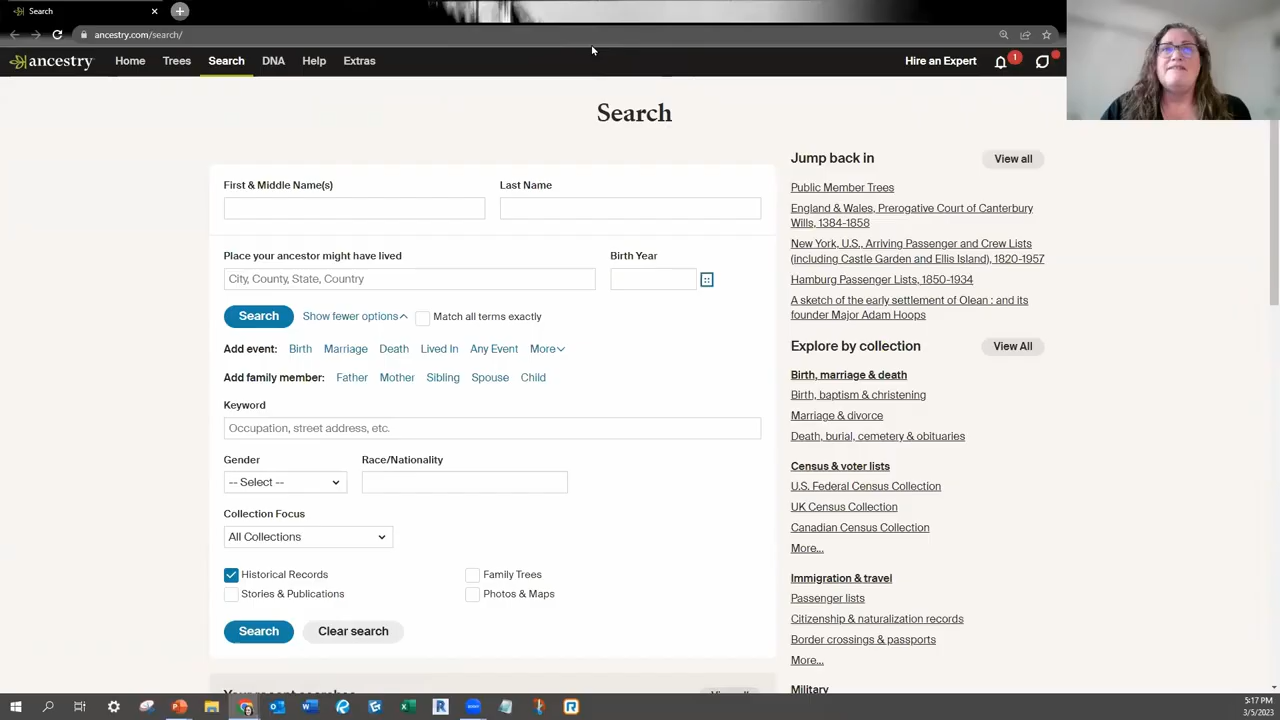 Search
ancestry.com/search/
ancestry
Home
Trees
Search
DNA
Help
Extras
Hire an Expert
1
Search
First & Middle Name(s)
Last Name
Place your ancestor might have lived
Birth Year
City, County, State, Country
Search
Show fewer options
Match all terms exactly
Add event: Birth Marriage Death Lived In Any Event More
Add family member: Father Mother Sibling Spouse Child
Keyword
Occupation, street address, etc.
Gender
Race/Nationality
-- Select --
Collection Focus
All Collections
Historical Records
Family Trees
Stories & Publications
Photos & Maps
Search
Clear search
Your recent searches
View all
Jump back in
View all
Public Member Trees
England & Wales, Prerogative Court of Canterbury
Wills, 1384-1858
New York, U.S., Arriving Passenger and Crew Lists
(including Castle Garden and Ellis Island), 1820-1957
Hamburg Passenger Lists, 1850-1934
A sketch of the early settlement of Olean : and its
founder Major Adam Hoops
Explore by collection
View All
Birth, marriage & death
Birth, baptism & christening
Marriage & divorce
Death, burial, cemetery & obituaries
Census & voter lists
U.S. Federal Census Collection
UK Census Collection
Canadian Census Collection
More...
Immigration & travel
Passenger lists
Citizenship & naturalization records
Border crossings & passports
More...
Military
5:17 PM
3/5/2023